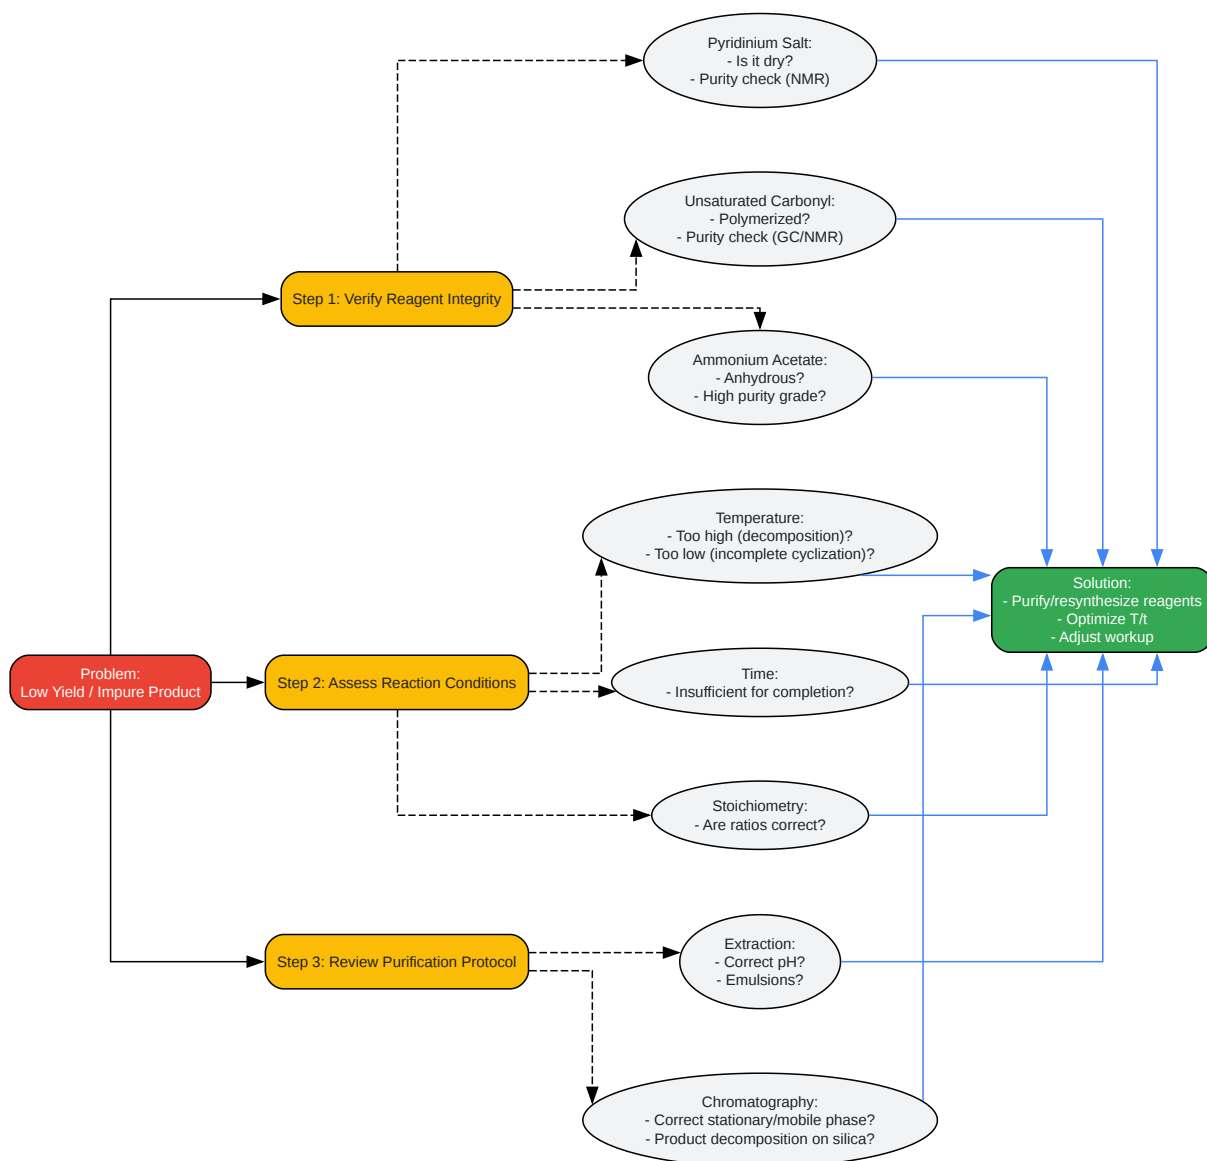 Pyridinium Salt:
- Is it dry?
- Purity check (NMR)
Unsaturated Carbonyl:
- Polymerized?
- Purity check (GC/NMR)
Step 1: Verify Reagent Integrity
Ammonium Acetate:
- Anhydrous?
- High purity grade?
Temperature:
- Too high (decomposition)?
- Too low (incomplete cyclization)?
Solution:
- Purify/resynthesize reagents
- Optimize T/t
- Adjust workup
Problem:
Low Yield / Impure Product
Step 2: Assess Reaction Conditions
Time:
- Insufficient for completion?
Stoichiometry:
- Are ratios correct?
Step 3: Review Purification Protocol
Extraction:
- Correct pH?
- Emulsions?
Chromatography:
- Correct stationary/mobile phase?
- Product decomposition on silica?